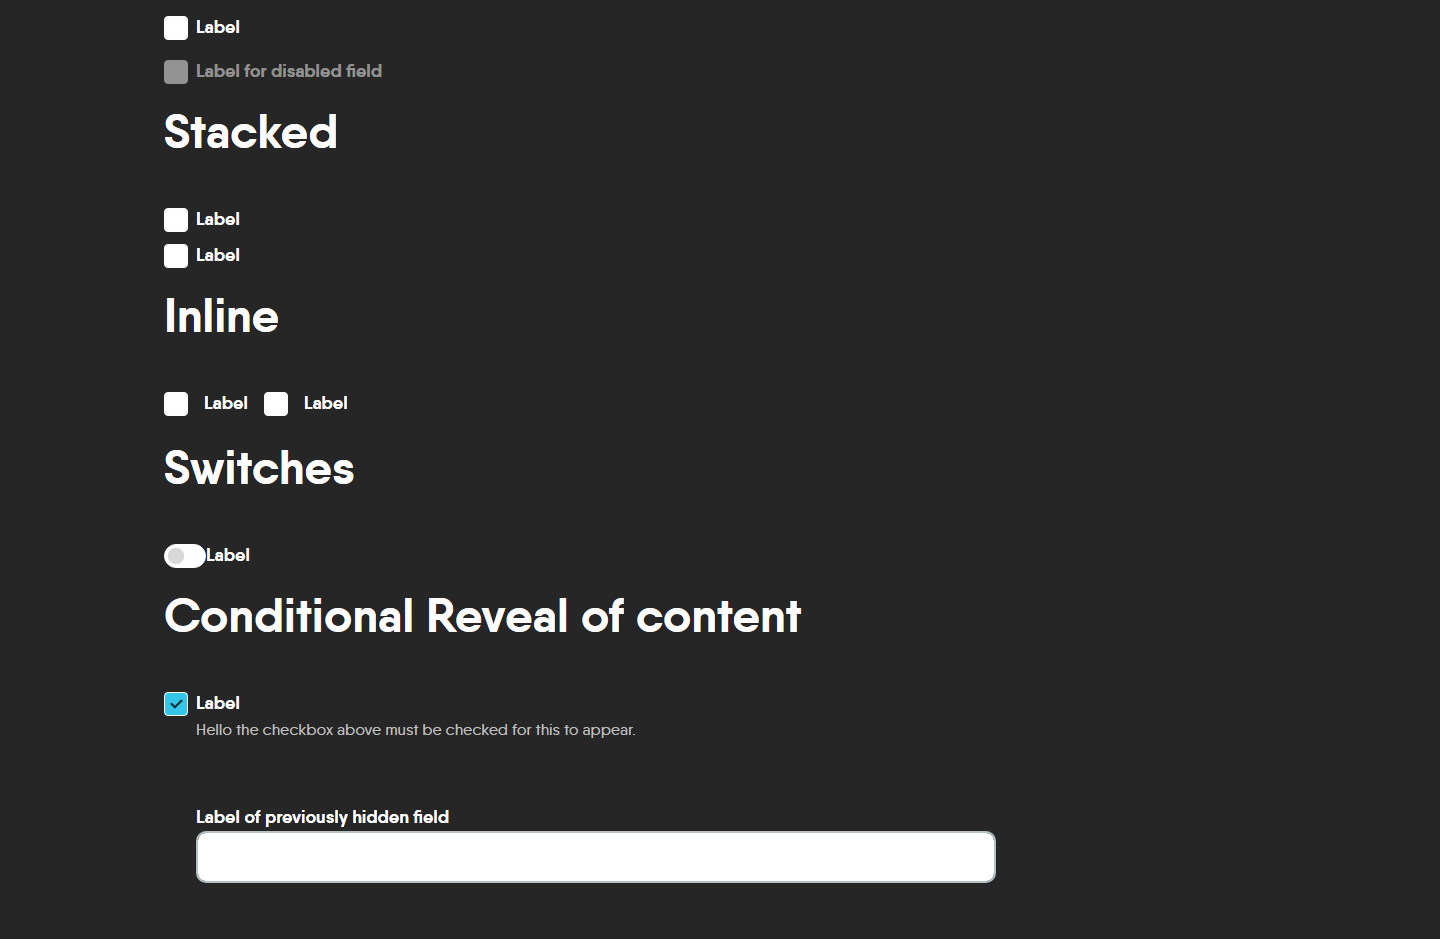 Label
Label for disabled field
Stacked
Label
Label
Inline
Label Label
Switches
Label
Conditional Reveal of content
Label
Hello the checkbox above must be checked for this to appear.
Label of previously hidden field